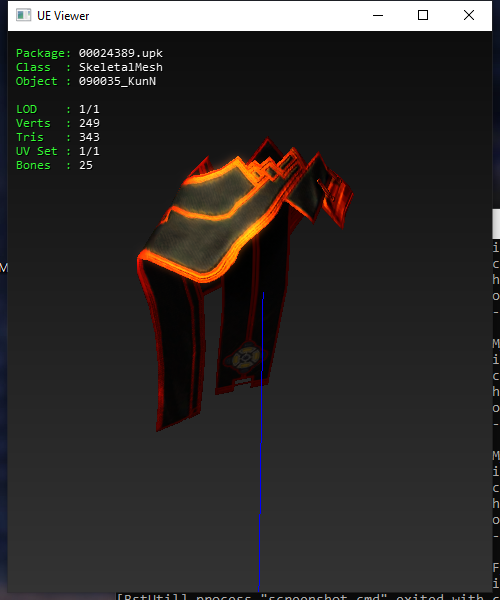 UE Viewer
Package: 00024389.upk
Class : SkeletalMesh
Object : 090035_KunN
LOD : 1/1
Verts : 249
Tris : 343
UV Set : 1/1
Bones : 25
[BstUtil] process "screenshot.cmd" exited with c